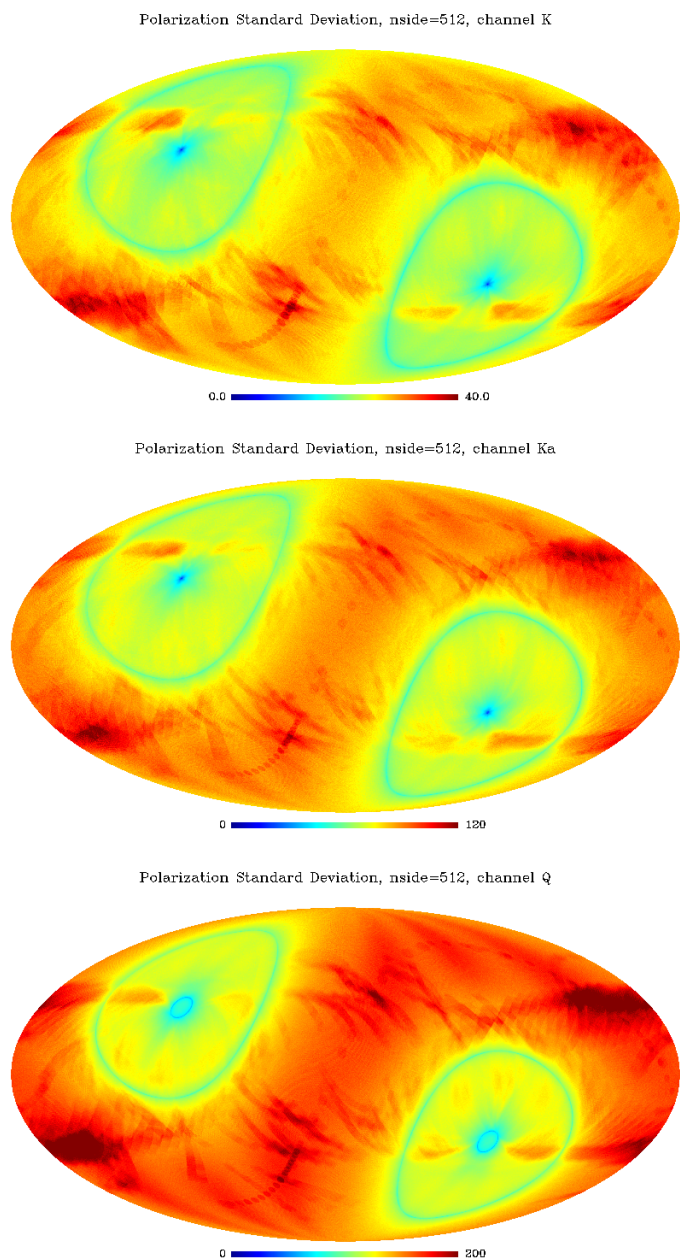 Polarization Standard Deviation, nside=512, channel K
0.0 40.0
Polarization Standard Deviation, nside=512, channel Ka
0 120
Polarization Standard Deviation, nside=512, channel Q
0 200